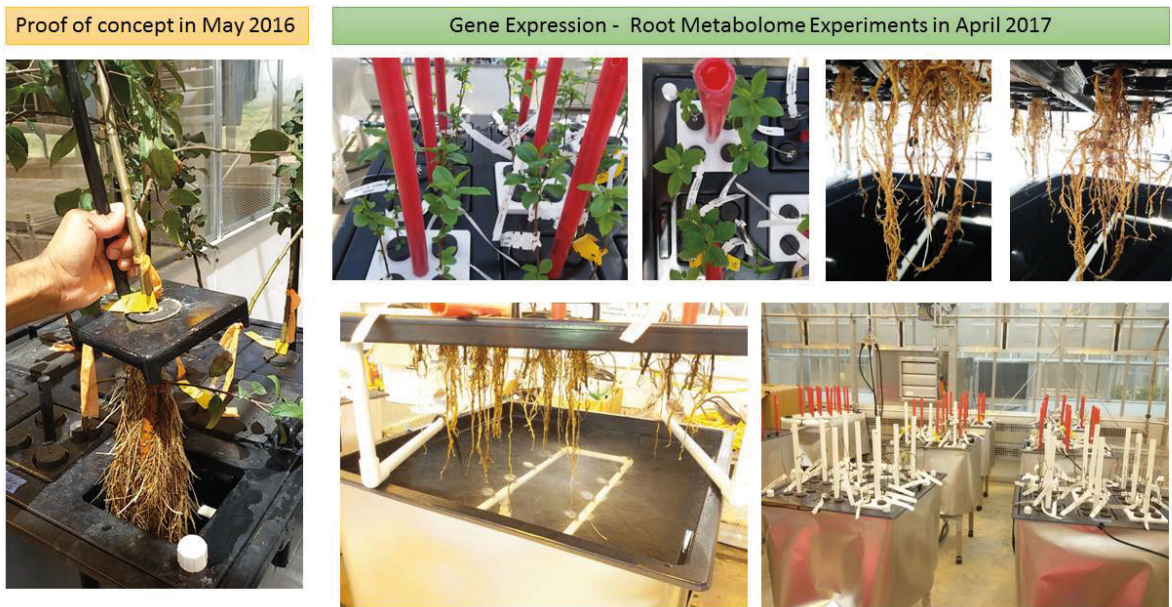 Proof of concept in May 2016
Gene Expression - Root Metabolome Experiments in April 2017